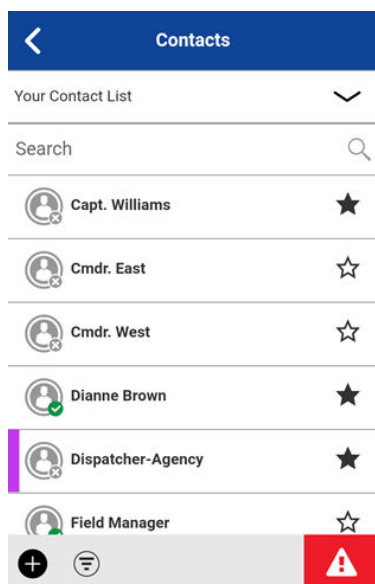 Contacts
Your Contact List
Search
Capt. Williams
Cmdr. East
Cmdr. West
Dianne Brown
Dispatcher-Agency
Field Manager